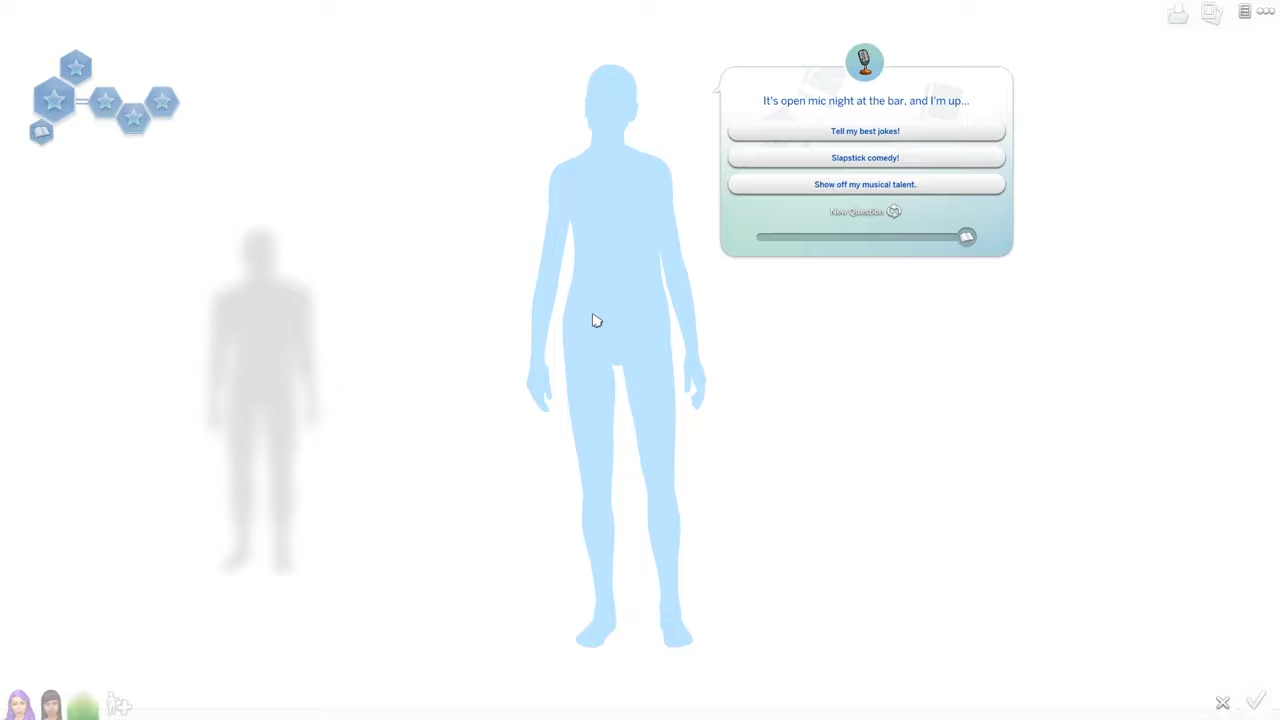 It's open mic night at the bar, and I'm up...
Tell my best jokes!
Slapstick comedy!
Show off my musical talent.
New Question